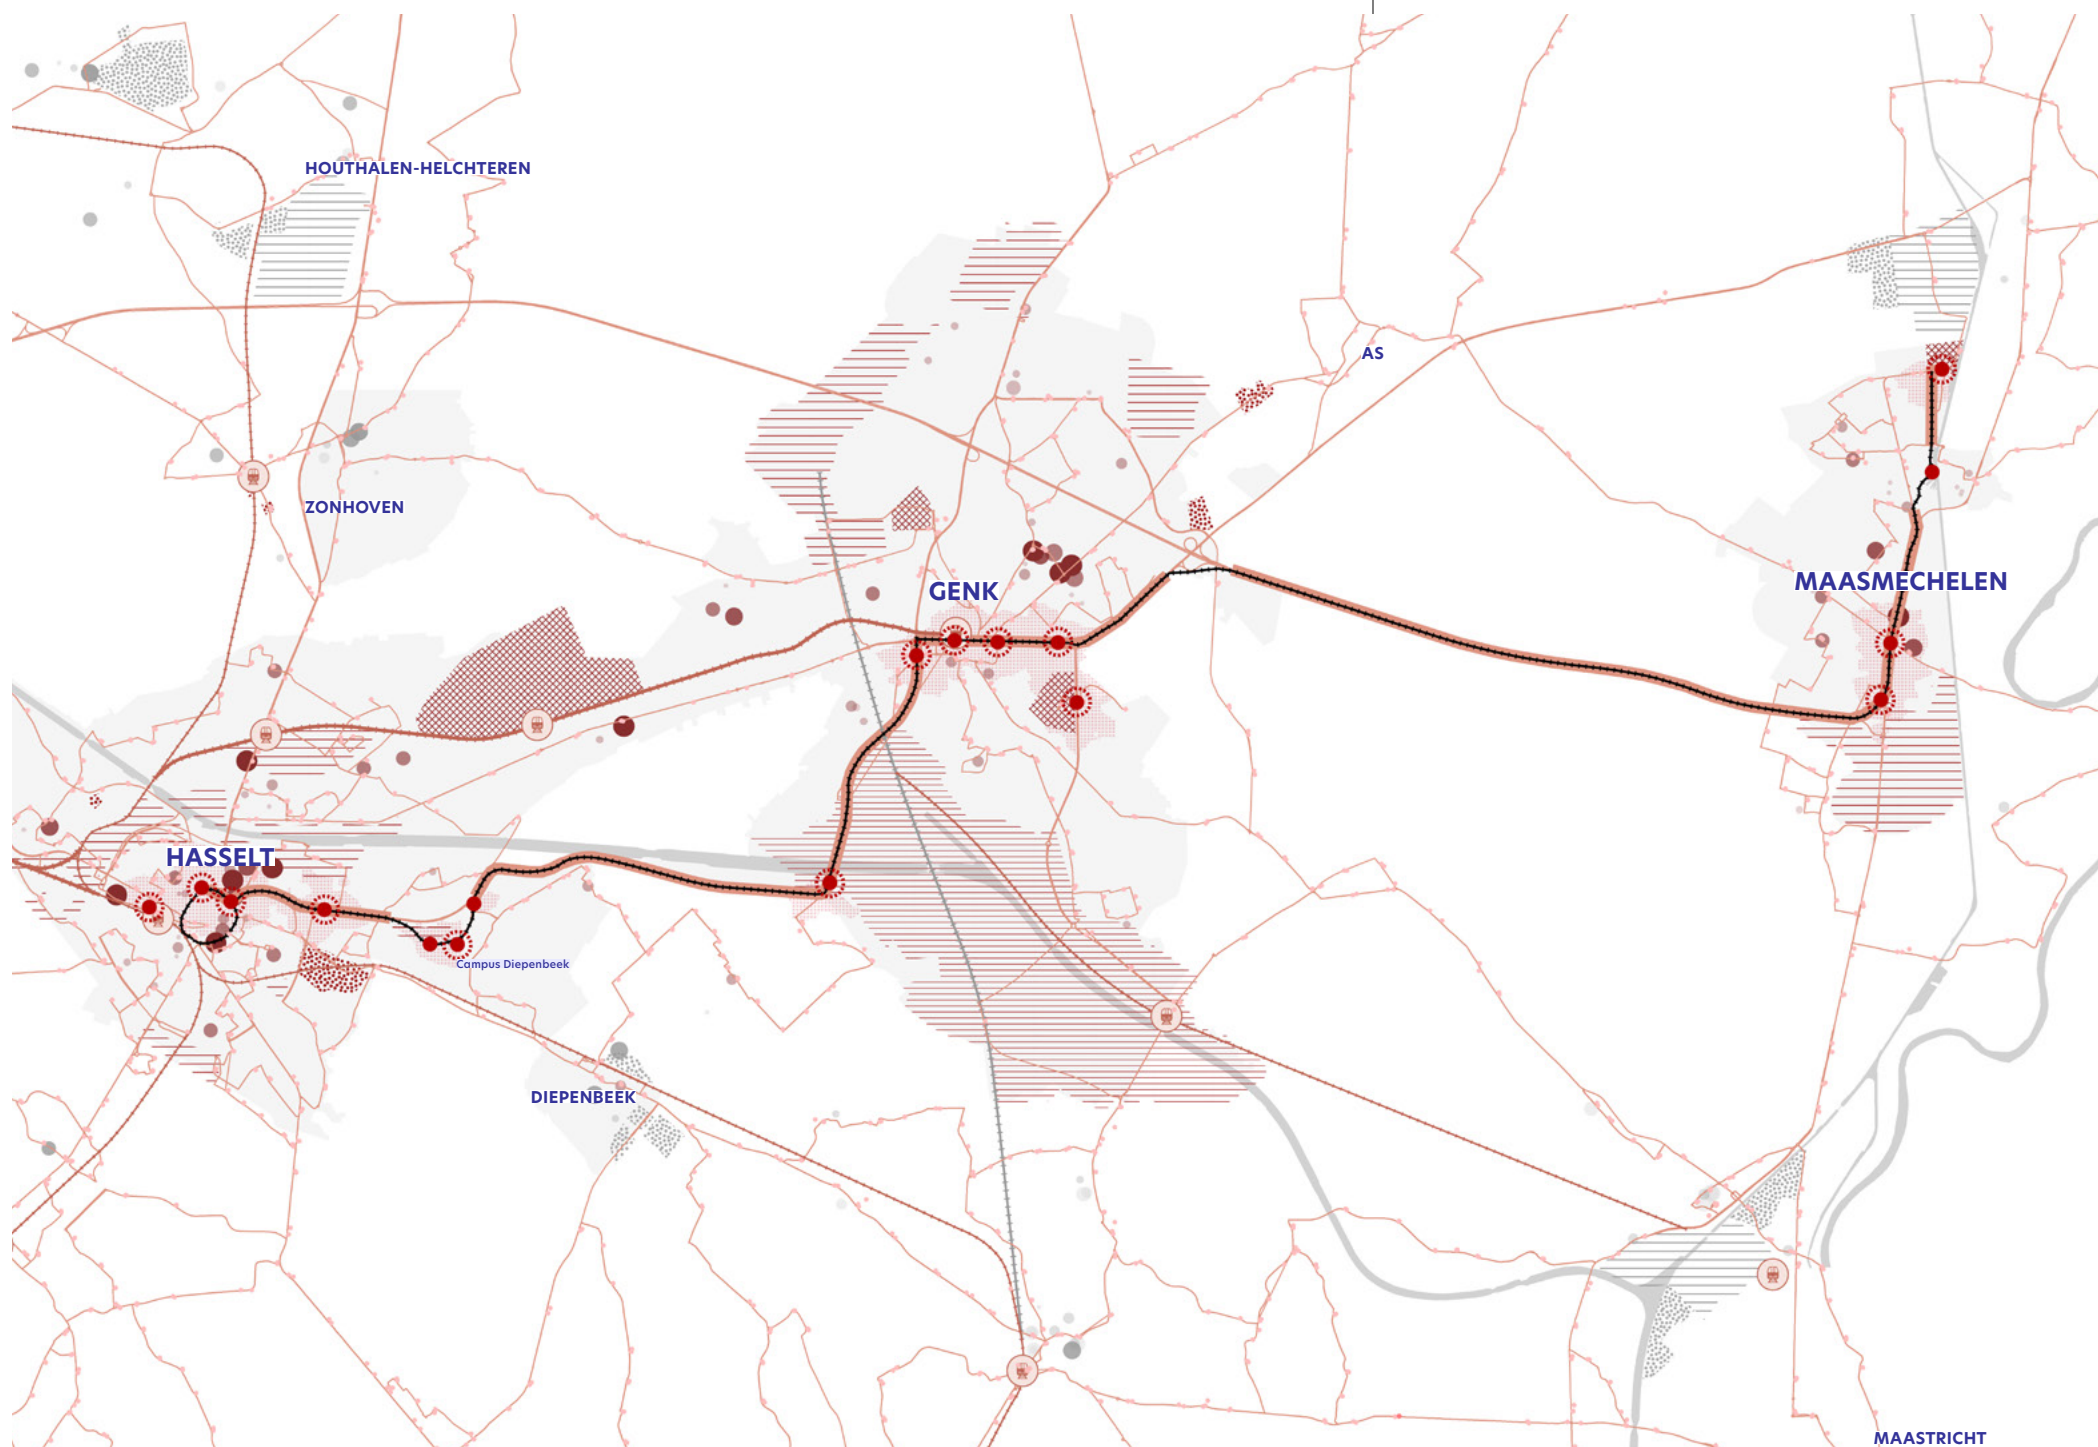 HOUTHALEN-HELCHTEREN
AS
ZONHOVEN
GENK
MAASMECHELEN
HASSELT
Campus Diepenbeek
DIEPENBEEK
MAASTRICHT